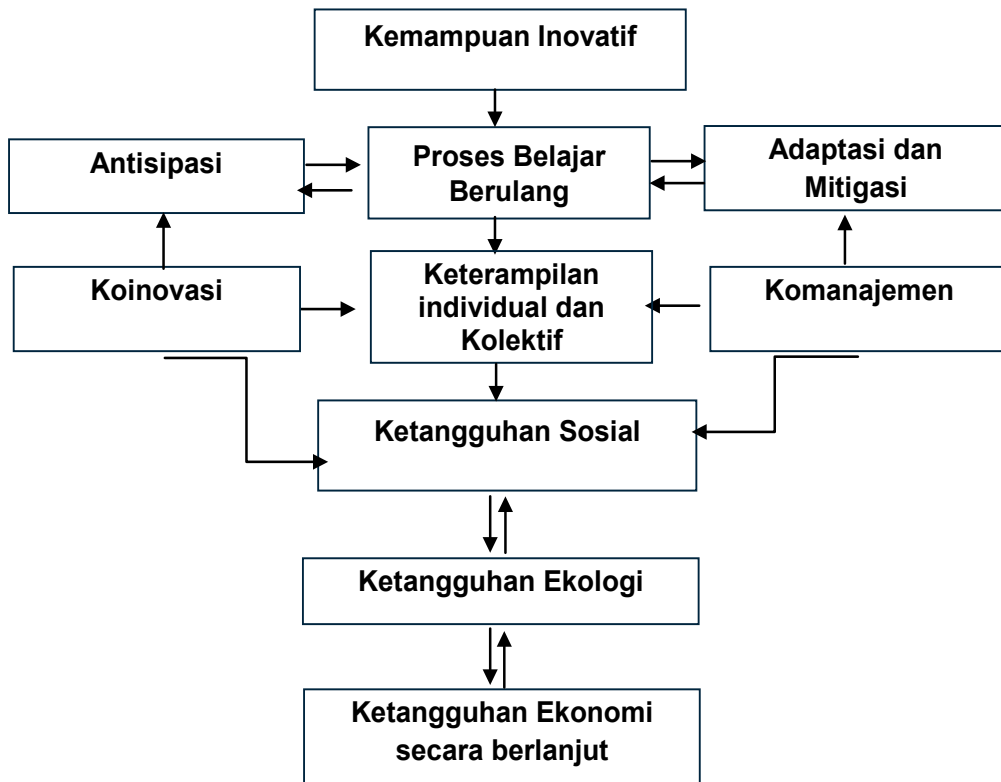 Kemampuan Inovatif
Antisipasi
Proses Belajar
Berulang
Adaptasi dan
Mitigasi
Koinovasi
Keterampilan
individual dan
Kolektif
Komanajemen
Ketangguhan Sosial
Ketangguhan Ekologi
Ketangguhan Ekonomi
secara berlanjut